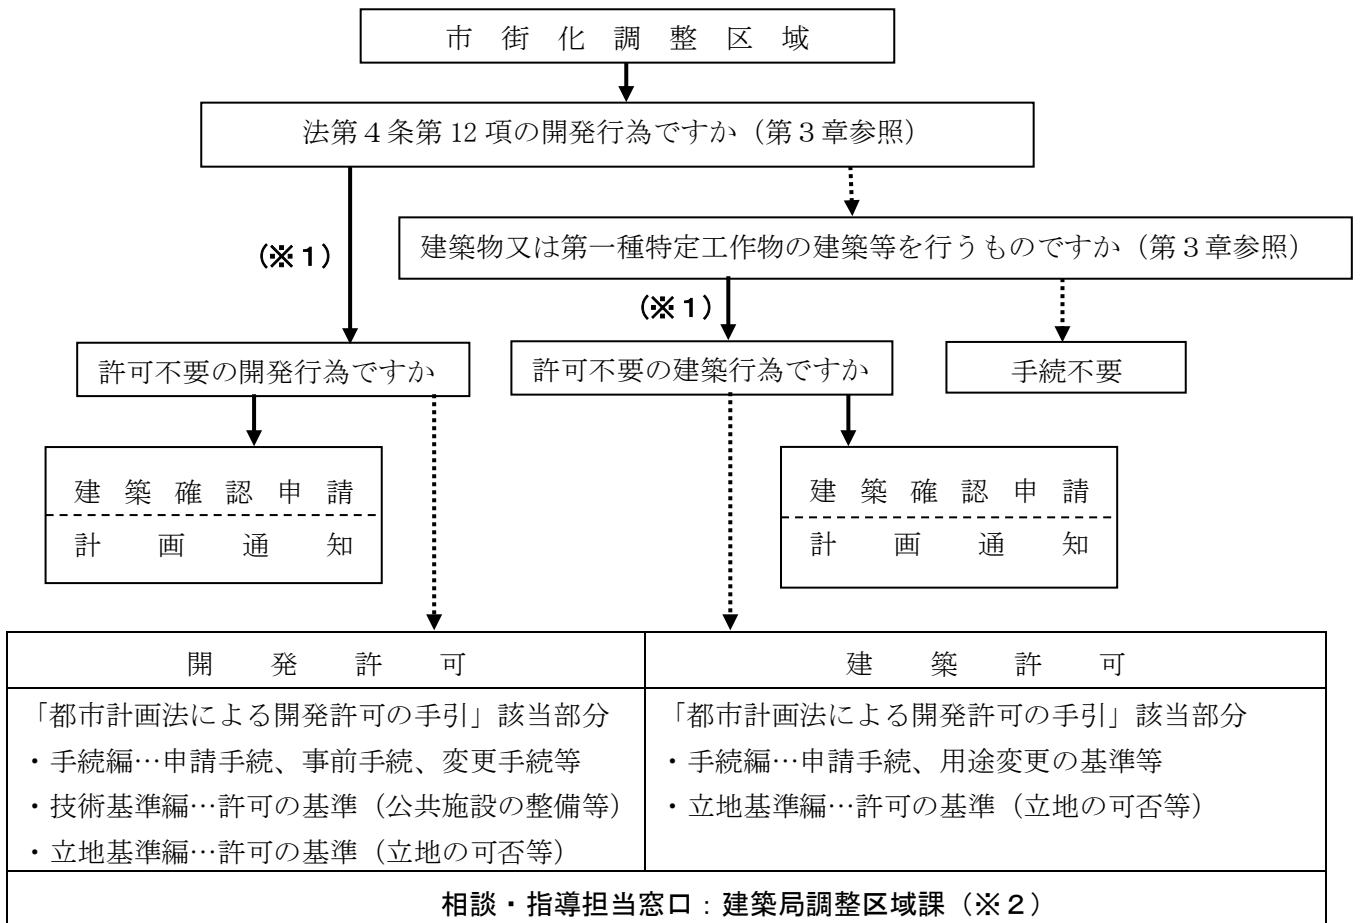 市街化調整区域
法第4条第12項の開発行為ですか（第3章参照）
（※1）
建築物又は第一種特定工作物の建築等を行うものですか（第3章参照）
（※1）
許可不要の開発行為ですか
許可不要の建築行為ですか
手続不要
建築確認申請
計画通知
建築確認申請
計画通知
開発許可
「都市計画法による開発許可の手引」該当部分
・手続編…申請手続、事前手続、変更手続等
・技術基準編…許可の基準（公共施設の整備等）
・立地基準編…許可の基準（立地の可否等）
建築許可
「都市計画法による開発許可の手引」該当部分
・手続編…申請手続、用途変更の基準等
・立地基準編…許可の基準（立地の可否等）
相談・指導担当窓口：建築局調整区域課（※2）